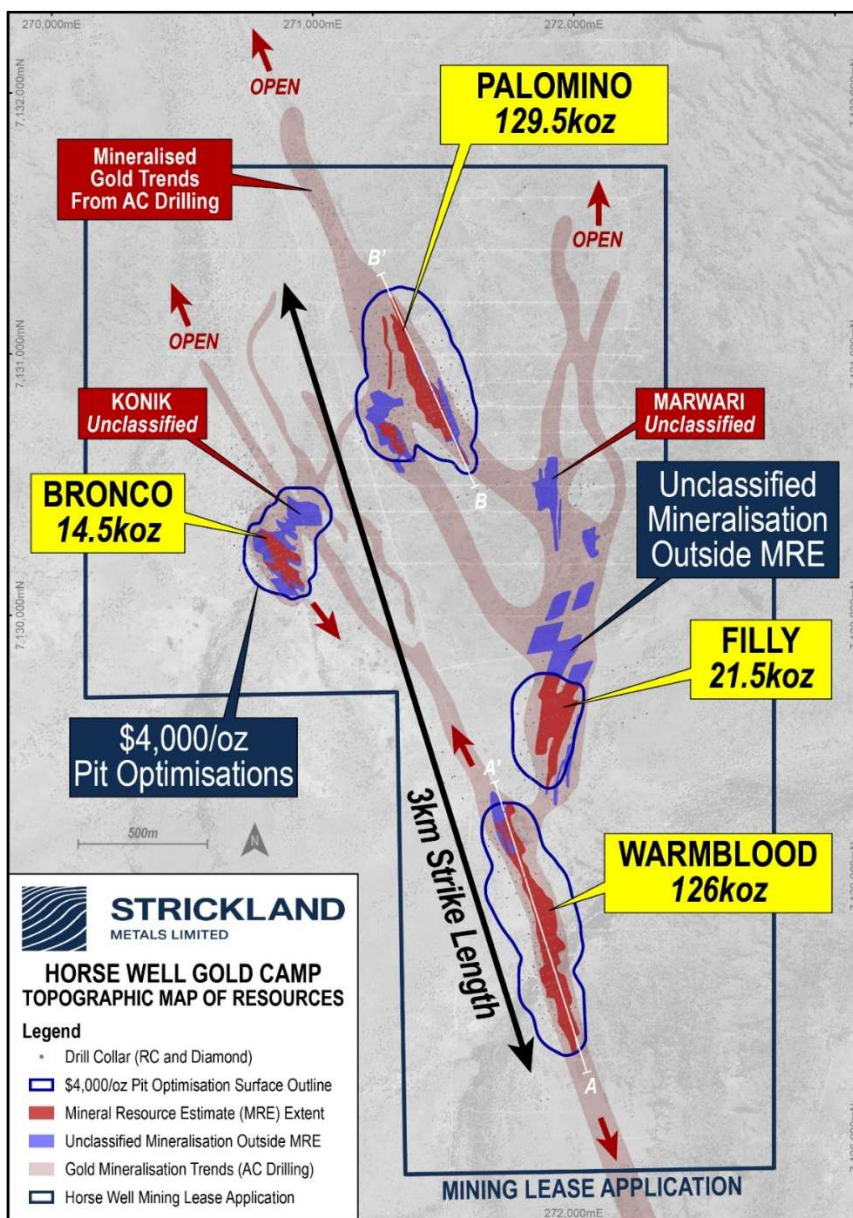 270,000mE
271,000mE
272,000mE
7,132,000mN
OPEN
PALOMINO
129.5koz
Mineralised
Gold Trends
From AC Drilling
OPEN
B'
OPEN
7,131,000mN
7,131,000mN
KONIK
Unclassified
MARWARI
Unclassified
BRONCO
14.5koz
B
Unclassified
Mineralisation
Outside MRE
7,130,000mN
FILLY
21.5koz
$4,000/oz
Pit Optimisations
A'
3km Strike Length
500m
N
WARMBLOOD
126koz
STRICKLAND
METALS LIMITED
HORSE WELL GOLD CAMP
TOPOGRAPHIC MAP OF RESOURCES
Legend
Drill Collar (RC and Diamond)
$4,000/oz Pit Optimisation Surface Outline
Mineral Resource Estimate (MRE) Extent
Unclassified Mineralisation Outside MRE
Gold Mineralisation Trends (AC Drilling)
Horse Well Mining Lease Application
A
MINING LEASE APPLICATION
272,000mE